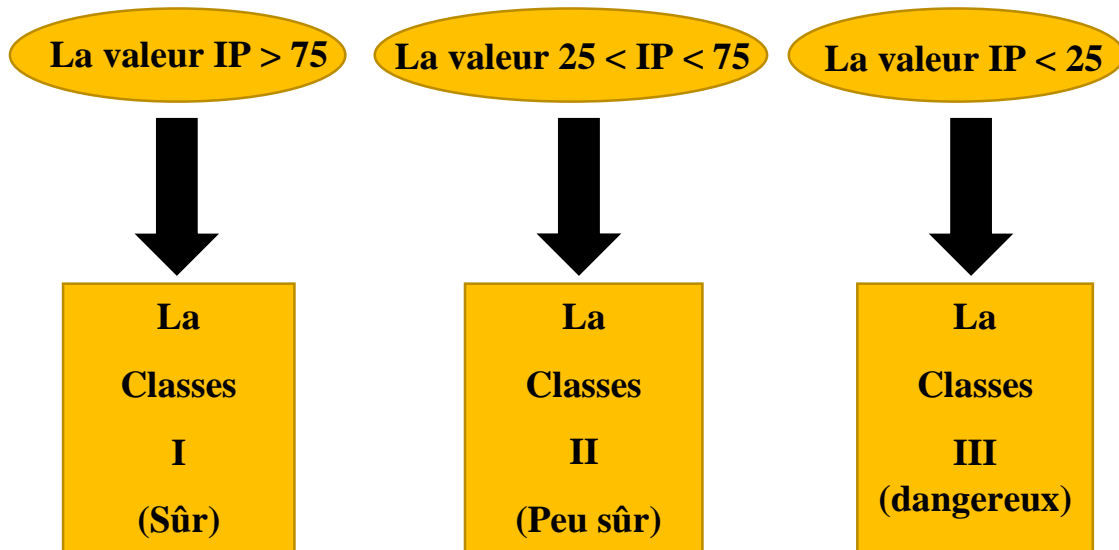 La valeur IP > 75
La valeur 25 < IP < 75
La valeur IP < 25
La
Classes
I
(Sûr)
La
Classes
II
(Peu sûr)
La
Classes
III
(dangereux)